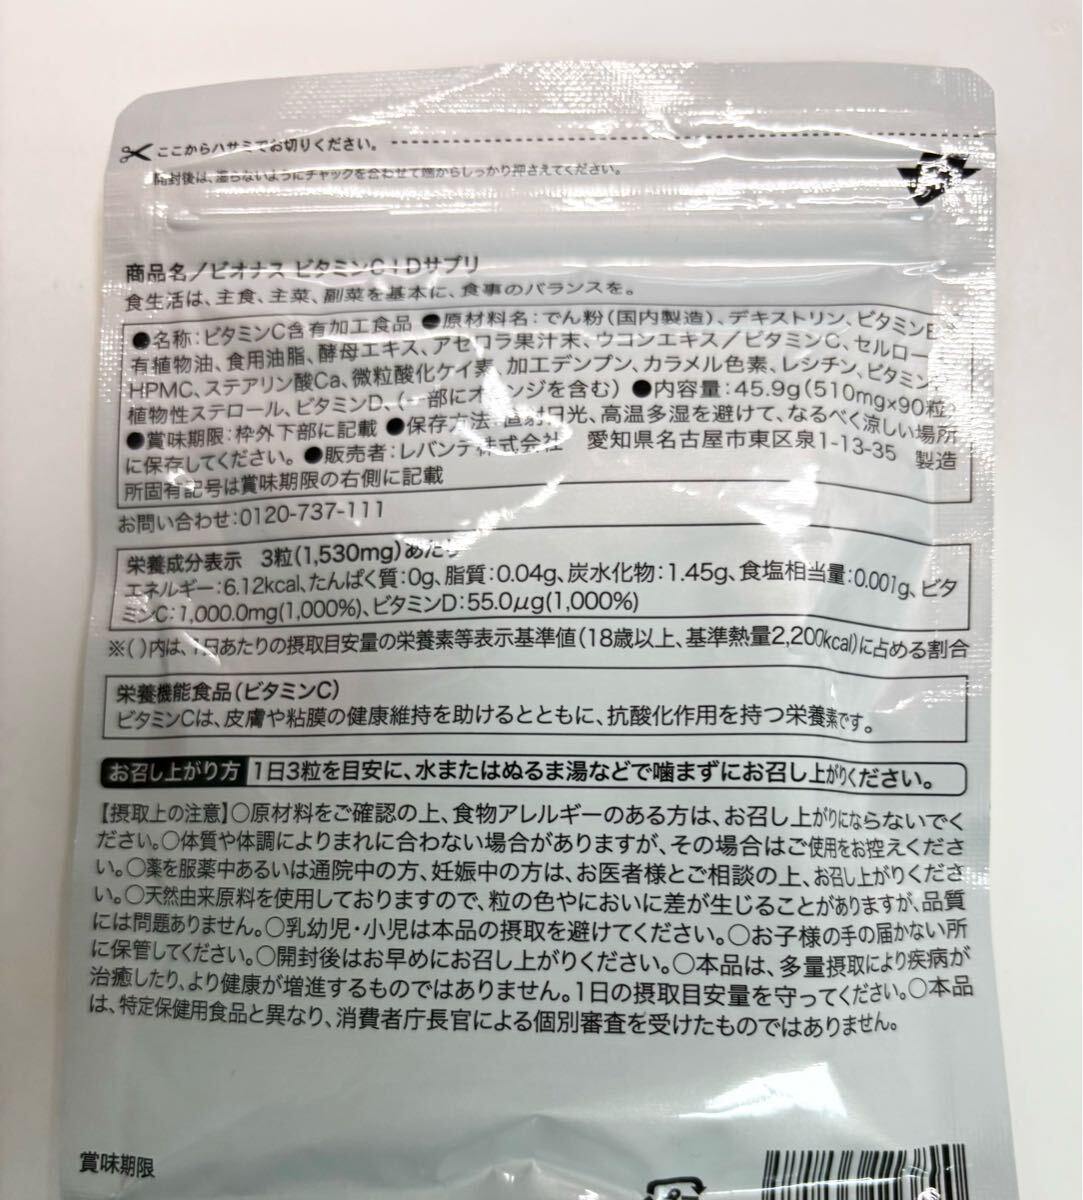 ここからハサミでお切りください。
開封後は、湿らないようにチャックを合わせて端からしっかり押さえてください。
商品名/ビオナス ビタミンC|Dサプリ
食生活は、主食、主菜、副菜を基本に、食事のバランスを。
●名称:ビタミンC含有加工食品 ●原材料名:でん粉(国内製造)、デキストリン、ビタミンE
有植物油、食用油脂、酵母エキス、アセロラ果汁末、ウコンエキス/ビタミンC、セルロー
HPMC、ステアリン酸Ca、微粒酸化ケイ素、加工デンプン、カラメル色素、レシチン、ビタミン
植物性ステロール、ビタミンD、(一部にオレンジを含む) ●内容量:45.9g(510mg×90粒)
●賞味期限:枠外下部に記載 ●保存方法:直射日光、高温多湿を避けて、なるべく涼しい場所
に保存してください。 ●販売者:レバンテ株式会社 愛知県名古屋市東区泉1-13-35 製造
所固有記号は賞味期限の右側に記載
お問い合わせ:0120-737-111
栄養成分表示 3粒(1,530mg)あたり
エネルギー:6.12kcal、たんぱく質:0g、脂質:0.04g、炭水化物:1.45g、食塩相当量:0.001g、ビタ
ミンC:1,000.0mg(1,000%)、ビタミンD:55.0μg(1,000%)
※( )内は、1日あたりの摂取目安量の栄養素等表示基準値(18歳以上、基準熱量2,200kcal)に占める割合
栄養機能食品(ビタミンC)
ビタミンCは、皮膚や粘膜の健康維持を助けるとともに、抗酸化作用を持つ栄養素です。
お召し上がり方 1日3粒を目安に、水またはぬるま湯などで噛まずにお召し上がりください。
【摂取上の注意】○原材料をご確認の上、食物アレルギーのある方は、お召し上がりにならないでく
ださい。○体質や体調によりまれに合わない場合がありますが、その場合はご使用をお控えくださ
い。○薬を服薬中あるいは通院中の方、妊娠中の方は、お医者様とご相談の上、お召し上がりくださ
い。○天然由来原料を使用しておりますので、粒の色やにおいに差が生じることがありますが、品質
には問題ありません。○乳幼児・小児は本品の摂取を避けてください。○お子様の手の届かない所
に保管してください。○開封後はお早めにお召し上がりください。○本品は、多量摂取により疾病が
治癒したり、より健康が増進するものではありません。1日の摂取目安量を守ってください。○本品
は、特定保健用食品と異なり、消費者庁長官による個別審査を受けたものではありません。
賞味期限